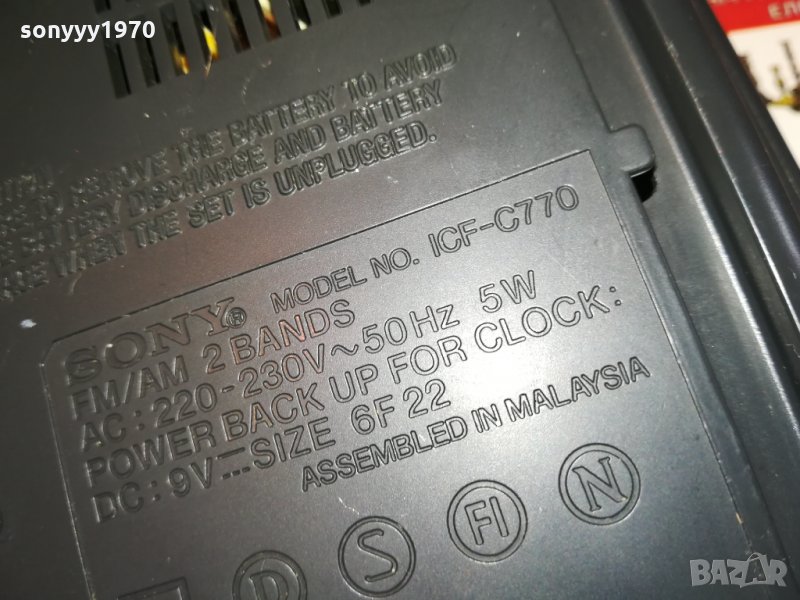 sonyyy1970
REMOVE THE BATTERY TO AVOID
BATTERY DISCHARGE AND BATTERY
WHEN THE SET IS UNPLUGGED.
SONY® MODEL NO. ICF-C770
FM/AM 2 BANDS
AC: 220-230V~50Hz 5W
POWER BACK UP FOR CLOCK:
DC: 9V⎓SIZE 6F22
ASSEMBLED IN MALAYSIA
D S FI N
BAZAR